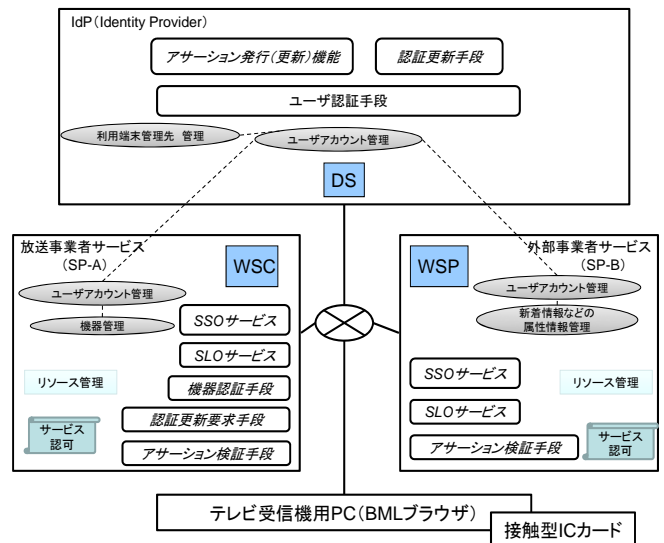 IdP(Identity Provider)
アサーション発行(更新)機能
認証更新手段
ユーザ認証手段
利用端末管理先 管理
ユーザアカウント管理
DS
放送事業者サービス
(SP-A)
WSC
ユーザアカウント管理
機器管理
SSOサービス
SLOサービス
リソース管理
機器認証手段
認証更新要求手段
サービス
認可
アサーション検証手段
外部事業者サービス
(SP-B)
WSP
ユーザアカウント管理
新着情報などの
属性情報管理
SSOサービス
リソース管理
SLOサービス
アサーション検証手段
サービス
認可
テレビ受信機用PC(BMLブラウザ)
接触型ICカード